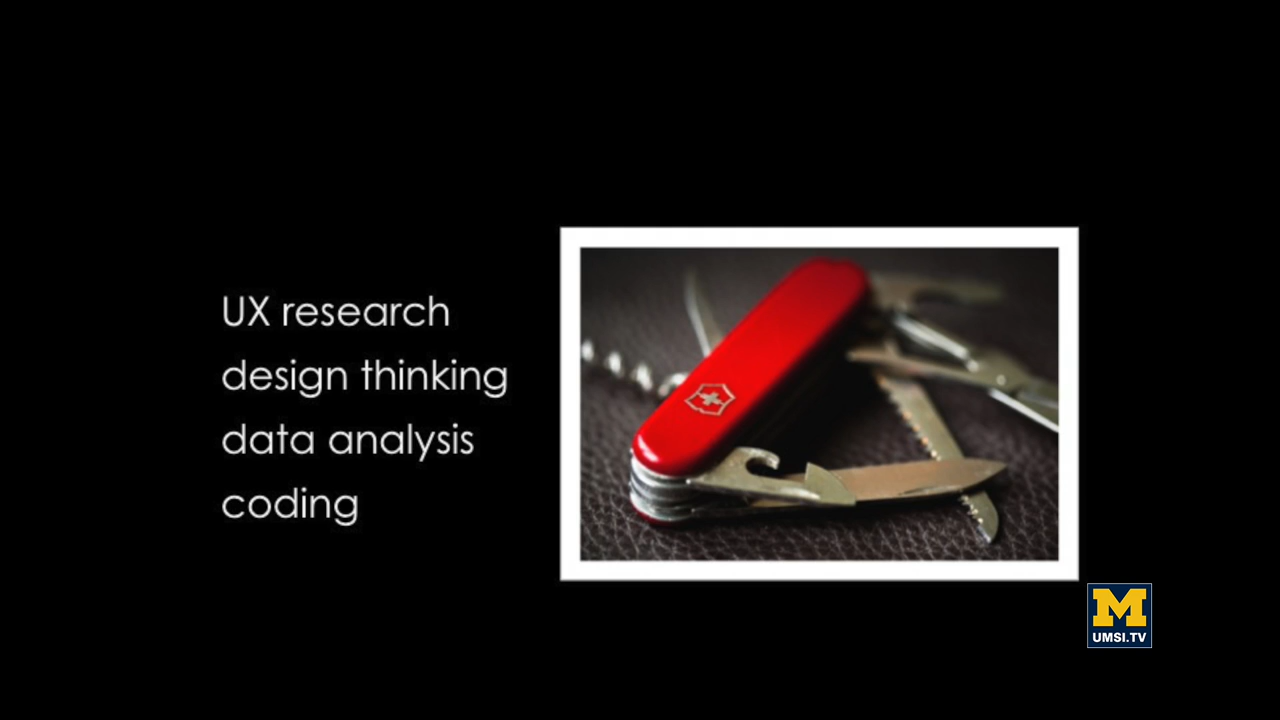 UX research
design thinking
data analysis
coding
M
UMSI.TV